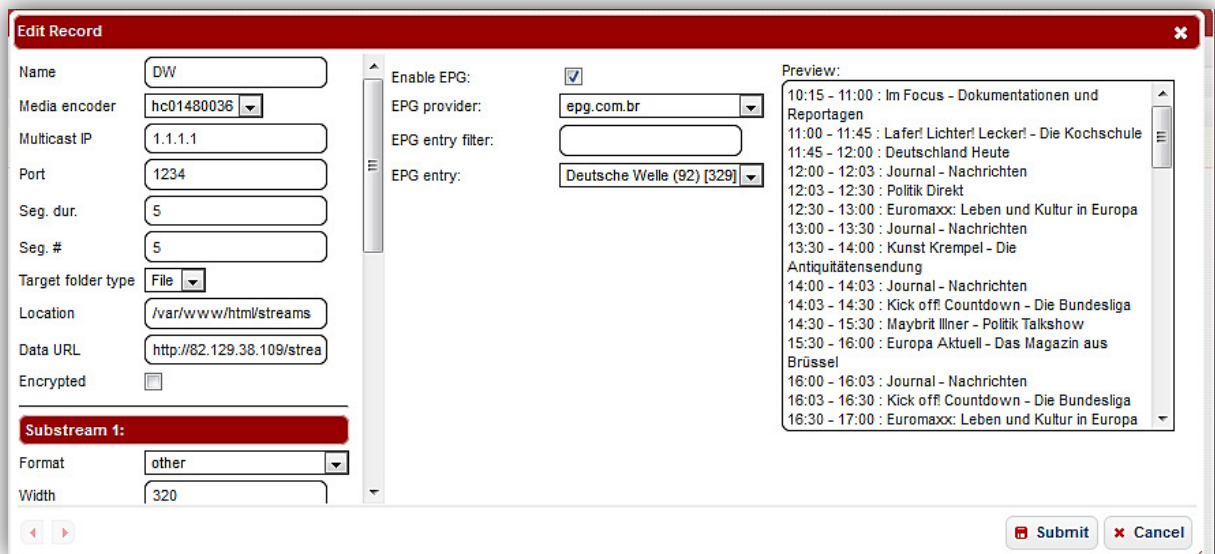 Edit Record
Name DW
Media encoder hc01480036
Multicast IP 1.1.1.1
Port 1234
Seg. dur. 5
Seg. # 5
Target folder type File
Location /var/www/html/streams
Data URL http://82.129.38.109/strea
Encrypted
Substream 1:
Format other
Width 320
Enable EPG:
EPG provider: epg.com.br
EPG entry filter:
EPG entry: Deutsche Welle (92) [329]
Preview:
10:15 - 11:00 : Im Focus - Dokumentationen und
Reportagen
11:00 - 11:45 : Lafer! Lichter! Lecker! - Die Kochschule
11:45 - 12:00 : Deutschland Heute
12:00 - 12:03 : Journal - Nachrichten
12:03 - 12:30 : Politik Direkt
12:30 - 13:00 : Euromaxx: Leben und Kultur in Europa
13:00 - 13:30 : Journal - Nachrichten
13:30 - 14:00 : Kunst Krempel - Die
Antiquitätensendung
14:00 - 14:03 : Journal - Nachrichten
14:03 - 14:30 : Kick off! Countdown - Die Bundesliga
14:30 - 15:30 : Maybrit Illner - Politik Talkshow
15:30 - 16:00 : Europa Aktuell - Das Magazin aus
Brüssel
16:00 - 16:03 : Journal - Nachrichten
16:03 - 16:30 : Kick off! Countdown - Die Bundesliga
16:30 - 17:00 : Euromaxx: Leben und Kultur in Europa
Submit
Cancel